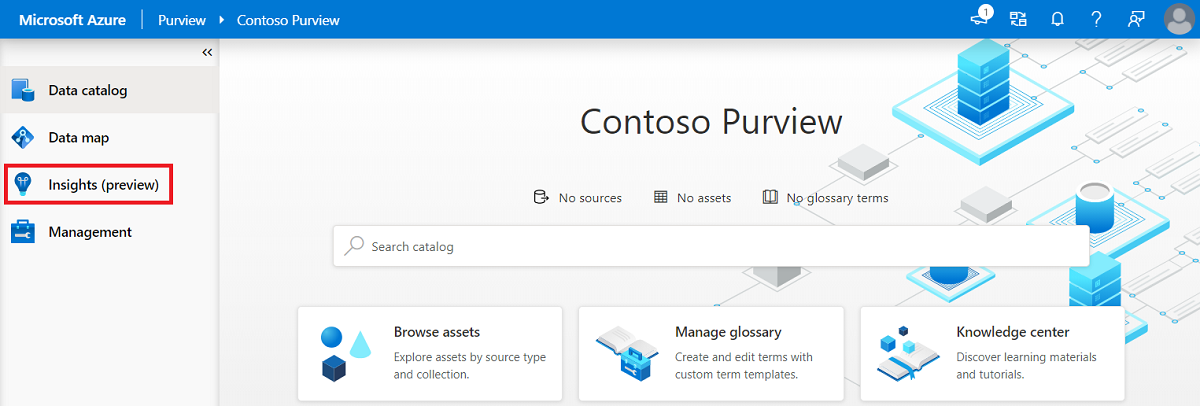 Microsoft Azure Purview Contoso Purview 1
Data catalog
Data map
Insights (preview)
Management
Contoso Purview
No sources No assets No glossary terms
Search catalog
Browse assets
Explore assets by source type
and collection.
Manage glossary
Create and edit terms with
custom term templates.
Knowledge center
Discover learning materials
and tutorials.